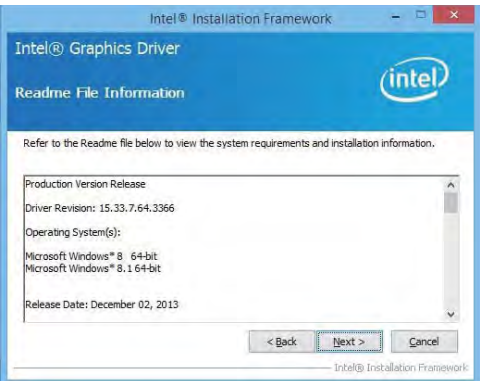 Intel® Installation Framework
Intel® Graphics Driver
Readme File Information
intel
Refer to the Readme file below to view the system requirements and installation information.
Production Version Release
Driver Revision: 15.33.7.64.3366
Operating System(s):
Microsoft Windows* 8 64-bit
Microsoft Windows* 8.1 64-bit
Release Date: December 02, 2013
< Back Next > Cancel
Intel® Installation Framework